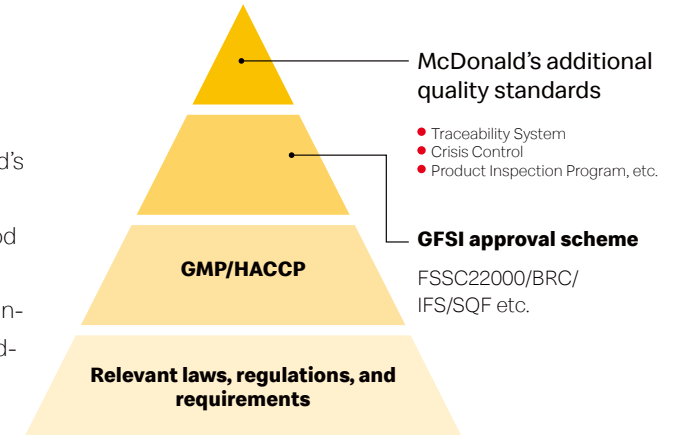 McDonald's additional
quality standards
● Traceability System
● Crisis Control
● Product Inspection Program, etc.
GFSI approval scheme
FSSC22000/BRC/
IFS/SQF etc.
GMP/HACCP
Relevant laws, regulations, and
requirements